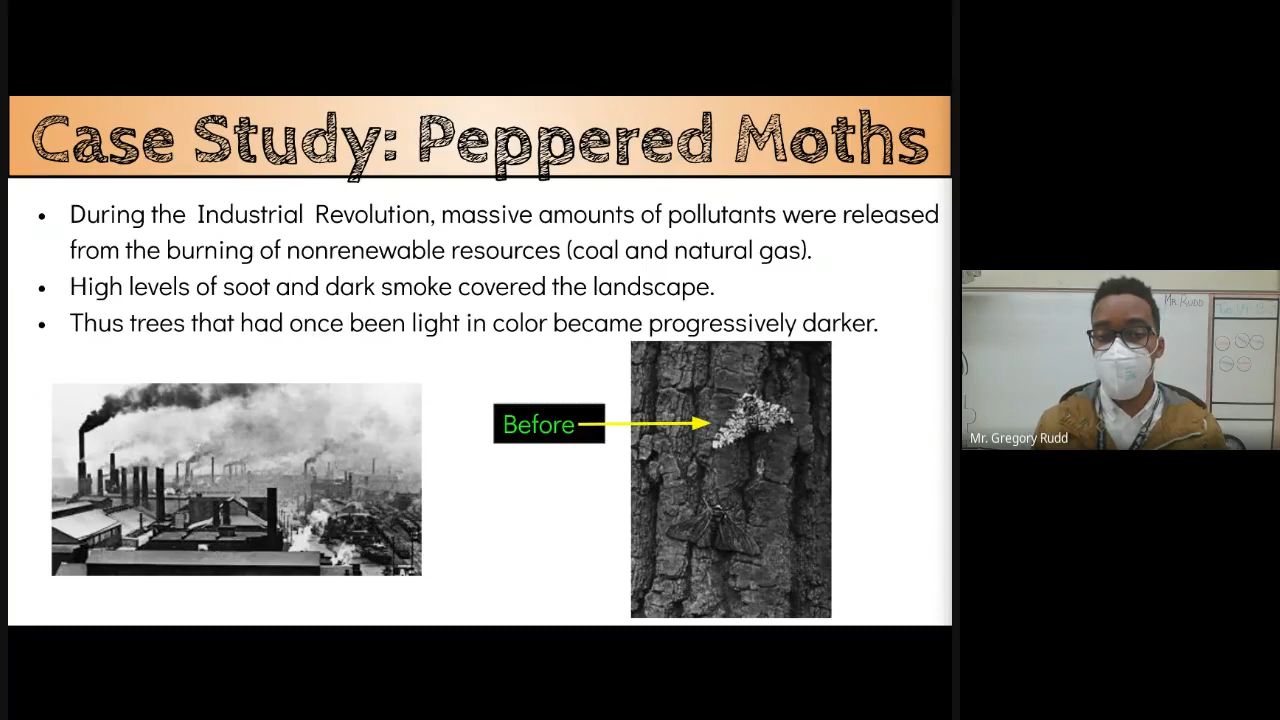 Case Study: Peppered Moths
• During the Industrial Revolution, massive amounts of pollutants were released
from the burning of nonrenewable resources (coal and natural gas).
• High levels of soot and dark smoke covered the landscape.
• Thus trees that had once been light in color became progressively darker.
Before
MR. RUDD
Mr. Gregory Rudd